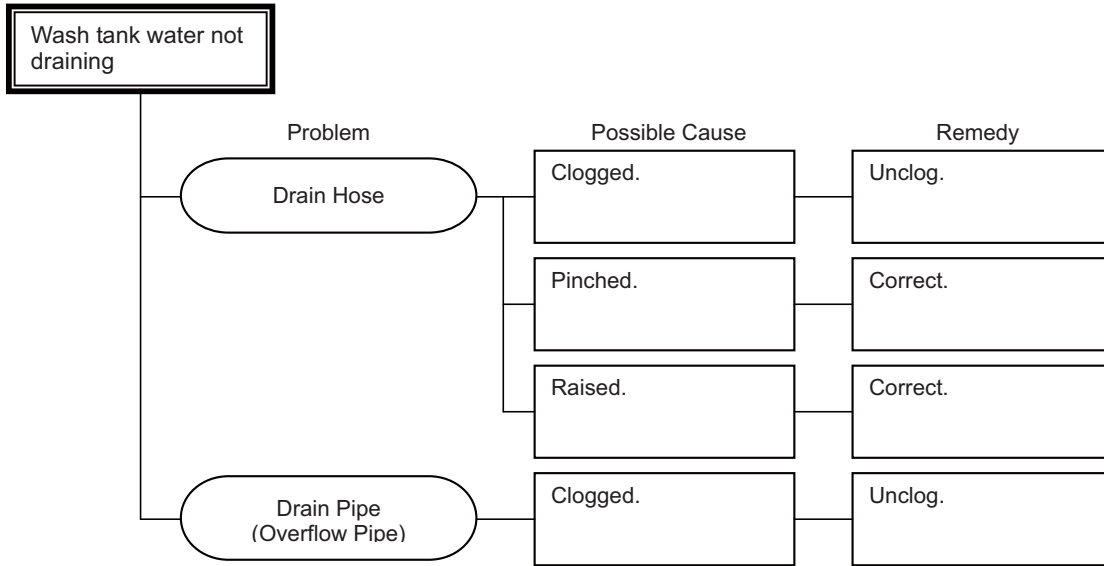 Wash tank water not
draining
Problem
Possible Cause
Remedy
Drain Hose
Clogged.
Unclog.
Pinched.
Correct.
Raised.
Correct.
Drain Pipe
(Overflow Pipe)
Clogged.
Unclog.